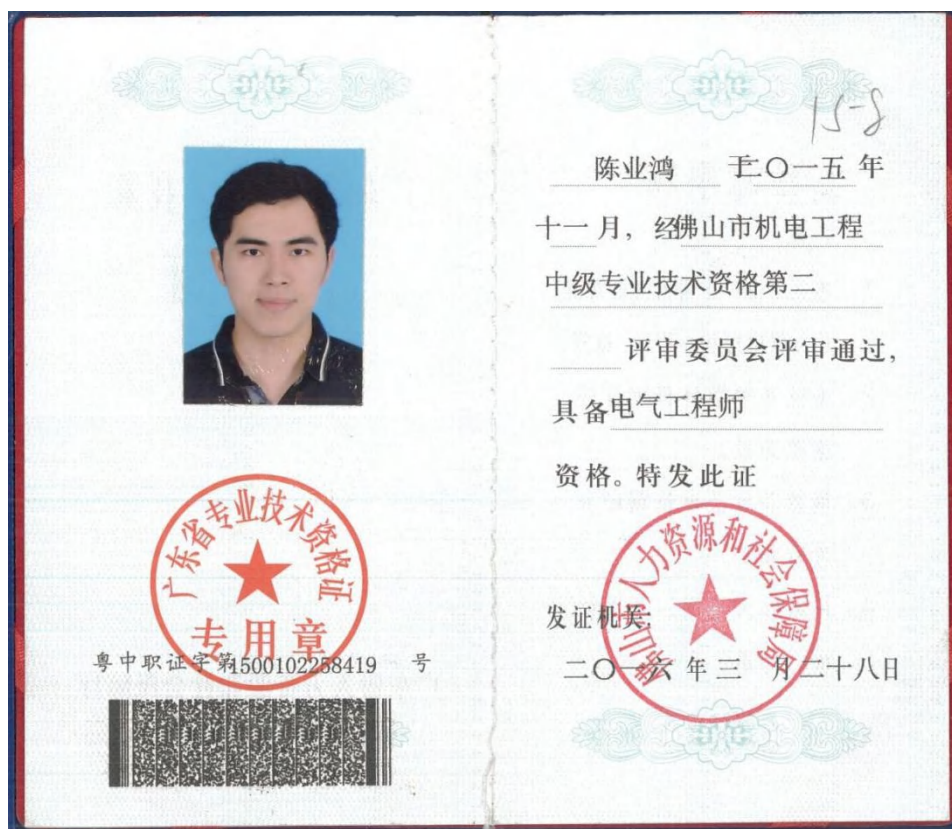 广东省专业技术资格证
专用章
粤中职证字第1500102258419号
15-8
陈业鸿 于二〇一五年
十一月，经佛山市机电工程
中级专业技术资格第二
评审委员会评审通过，
具备电气工程师
资格。特发此证
佛山市人力资源和社会保障局
发证机关：
二〇一六年三月二十八日